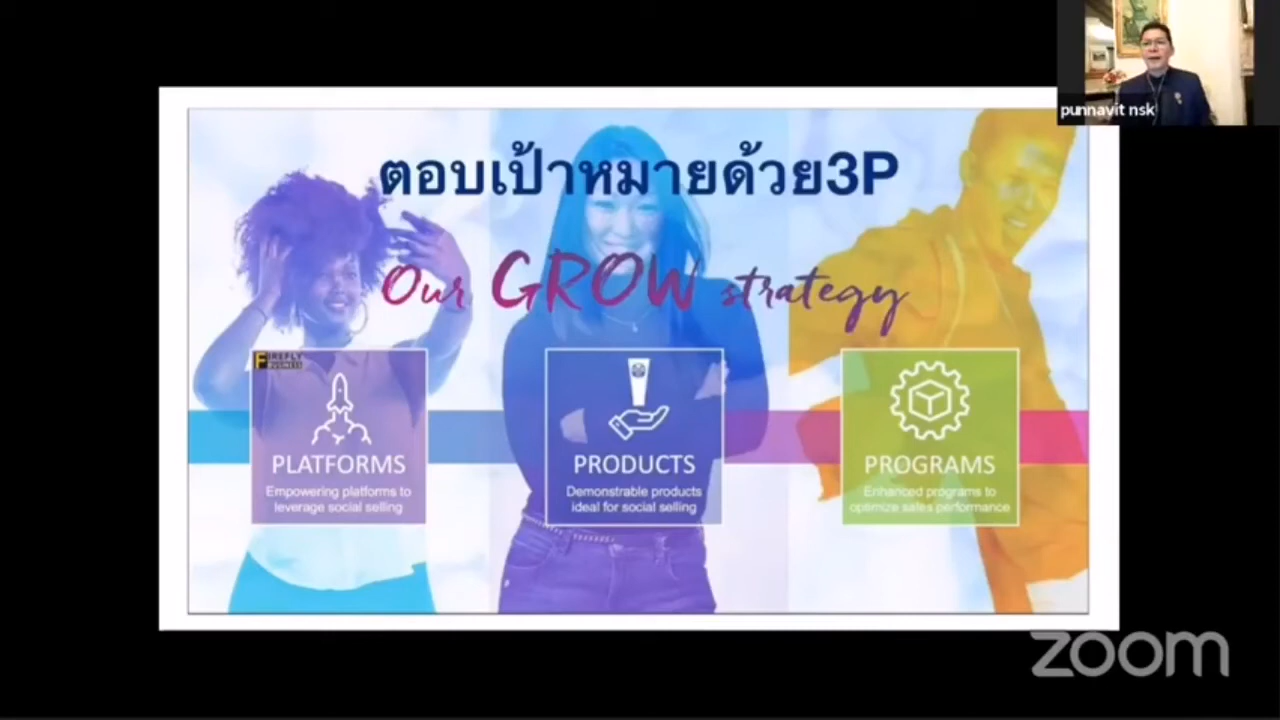 punnavit nsk
ตอบเป้าหมายด้วย3P
Our GROW strategy
FIREFLY
BUSINESS
PLATFORMS
Empowering platforms to
leverage social selling
PRODUCTS
Demonstrable products
ideal for social selling
PROGRAMS
Enhanced programs to
optimize sales performance
zoom